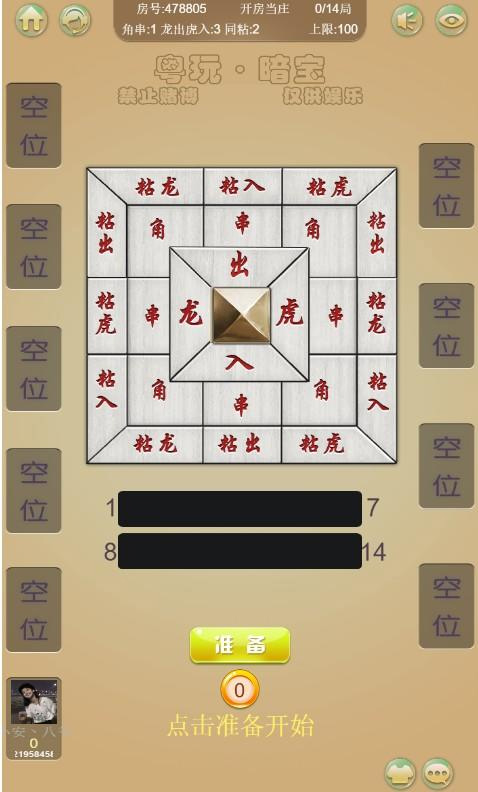 房号:478805 开房当庄 0/14局
角串:1 龙出虎入:3 同粘:2 上限:100
粤玩·暗宝
禁止赌博 仅供娱乐
空位
空位
空位
空位
空位
空位
空位
空位
空位
粘龙 粘入 粘虎
粘出 角 串 角 粘出
出
粘虎 串 龙 虎 串 粘龙
入
粘入 角 串 角 粘入
粘龙 粘出 粘虎
1 7
8 14
准备
0
点击准备开始
0